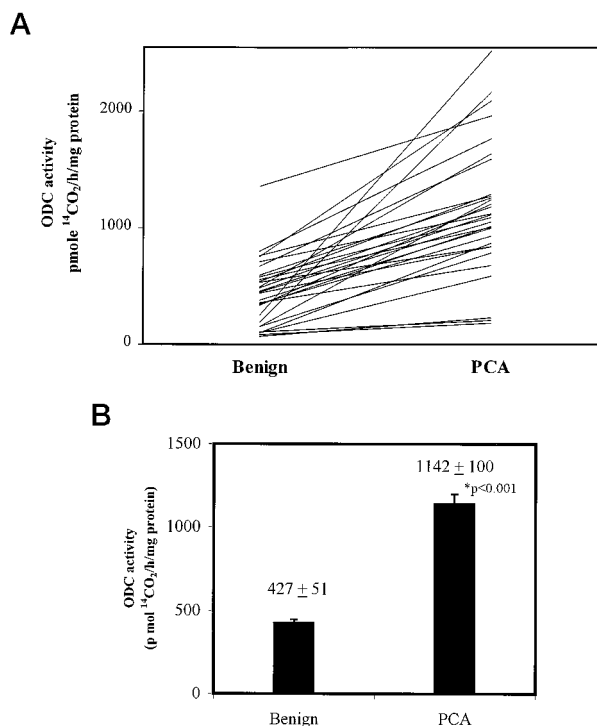 A
ODC activity
pmole ¹⁴CO₂/h/mg protein
2000
1000
0
Benign
PCA
B
ODC activity
(p mol ¹⁴CO₂/h/mg protein)
1500
1000
500
0
427 ± 51
1142 ± 100
*p<0.001
Benign
PCA